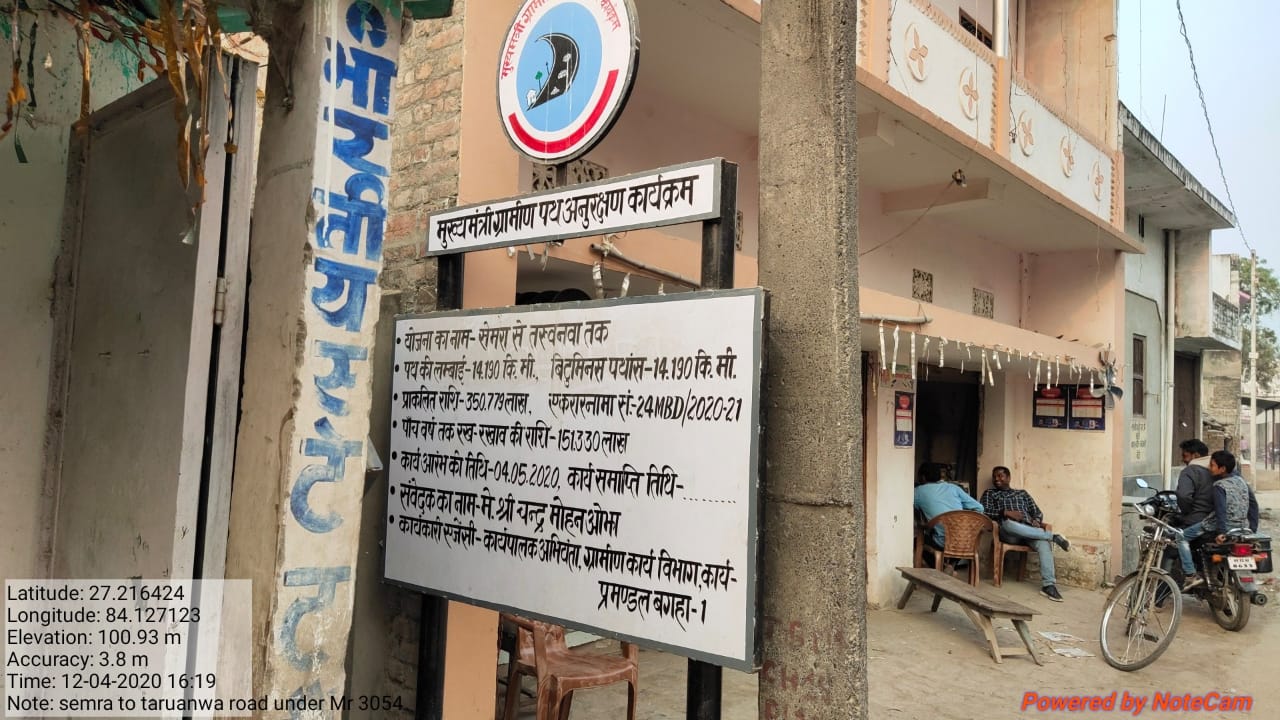 मुख्यमंत्री ग्रामीण पथ अनुरक्षण कार्यक्रम
• योजना का नाम- सेमरा से तरुवनवा तक
• पथ की लम्बाई-14.190 कि. मी., बिटुमिनस पथांस-14.190 कि. मी.
• प्राकलित राशि-350.779 लाख, एकरारनामा सं-24MBD/2020-21
• पाँच वर्ष तक रख-रखाव की राशि-151.330 लाख
• कार्य आरंभ की तिथि-04.05.2020, कार्य समाप्ति तिथि-.........
• संवेदक का नाम-मे. श्री चन्द्र मोहन ओझा
• कार्यकारी एजेंसी-कार्यपालक अभियंता, ग्रामीण कार्य विभाग, कार्य-
प्रमण्डल बगहा-1
Latitude: 27.216424
Longitude: 84.127123
Elevation: 100.93 m
Accuracy: 3.8 m
Time: 12-04-2020 16:19
Note: semra to taruanwa road under Mr 3054
Powered by NoteCam